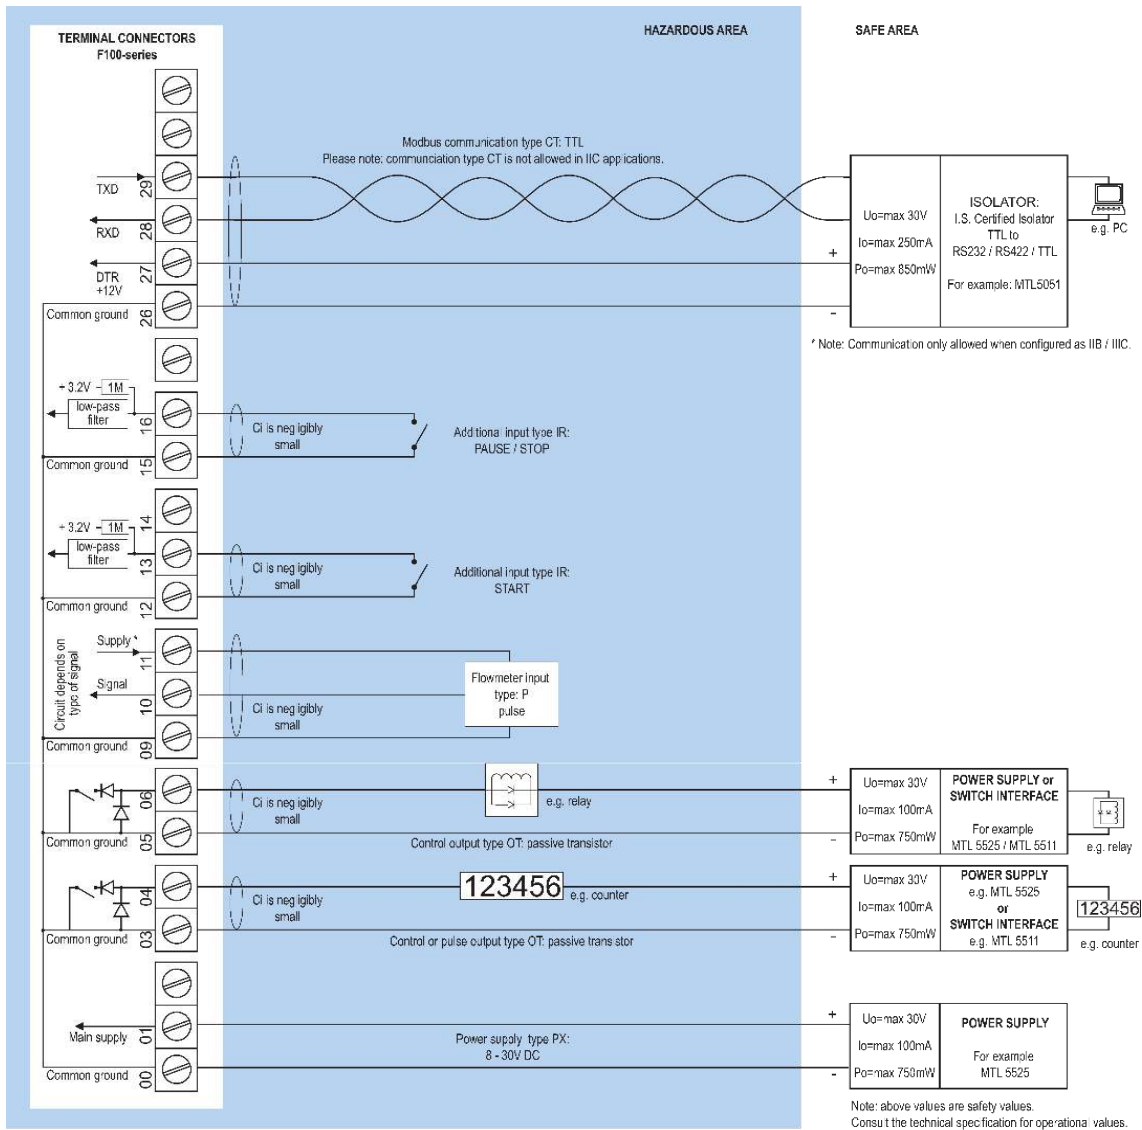 HAZARDOUS AREA
SAFE AREA
TERMINAL CONNECTORS
F100-series
Modbus communication type CT: TTL
Please note: communciation type CT is not allowed in IIC applications.
TXD
29
RXD
28
DTR
+12V
27
Common ground
26
+
-
Uo=max 30V
Io=max 250mA
Po=max 850mW
ISOLATOR:
I.S. Certified Isolator
TTL to
RS232 / RS422 / TTL
For example: MTL5051
e.g. PC
* Note: Communication only allowed when configured as IIB / IIIC.
+ 3.2V
1M
low-pass
filter
16
Common ground
15
Ci is negligibly
small
Additional input type IR:
PAUSE / STOP
14
+ 3.2V
1M
low-pass
filter
13
Common ground
12
Ci is negligibly
small
Additional input type IR:
START
Circuit depends on
type of signal
Supply *
11
Signal
10
Common ground
09
Ci is negligibly
small
Flowmeter input
type: P
pulse
06
Common ground
05
Ci is negligibly
small
e.g. relay
Control output type OT: passive transistor
+
-
Uo=max 30V
Io=max 100mA
Po=max 750mW
POWER SUPPLY or
SWITCH INTERFACE
For example
MTL 5525 / MTL 5511
e.g. relay
04
Common ground
03
Ci is negligibly
small
123456
e.g. counter
Control or pulse output type OT: passive transistor
+
-
Uo=max 30V
Io=max 100mA
Po=max 750mW
POWER SUPPLY
e.g. MTL 5525
or
SWITCH INTERFACE
e.g. MTL 5511
123456
e.g. counter
Main supply
01
Common ground
00
Power supply type PX:
8 - 30V DC
+
-
Uo=max 30V
Io=max 100mA
Po=max 750mW
POWER SUPPLY
For example
MTL 5525
Note: above values are safety values.
Consult the technical specification for operational values.